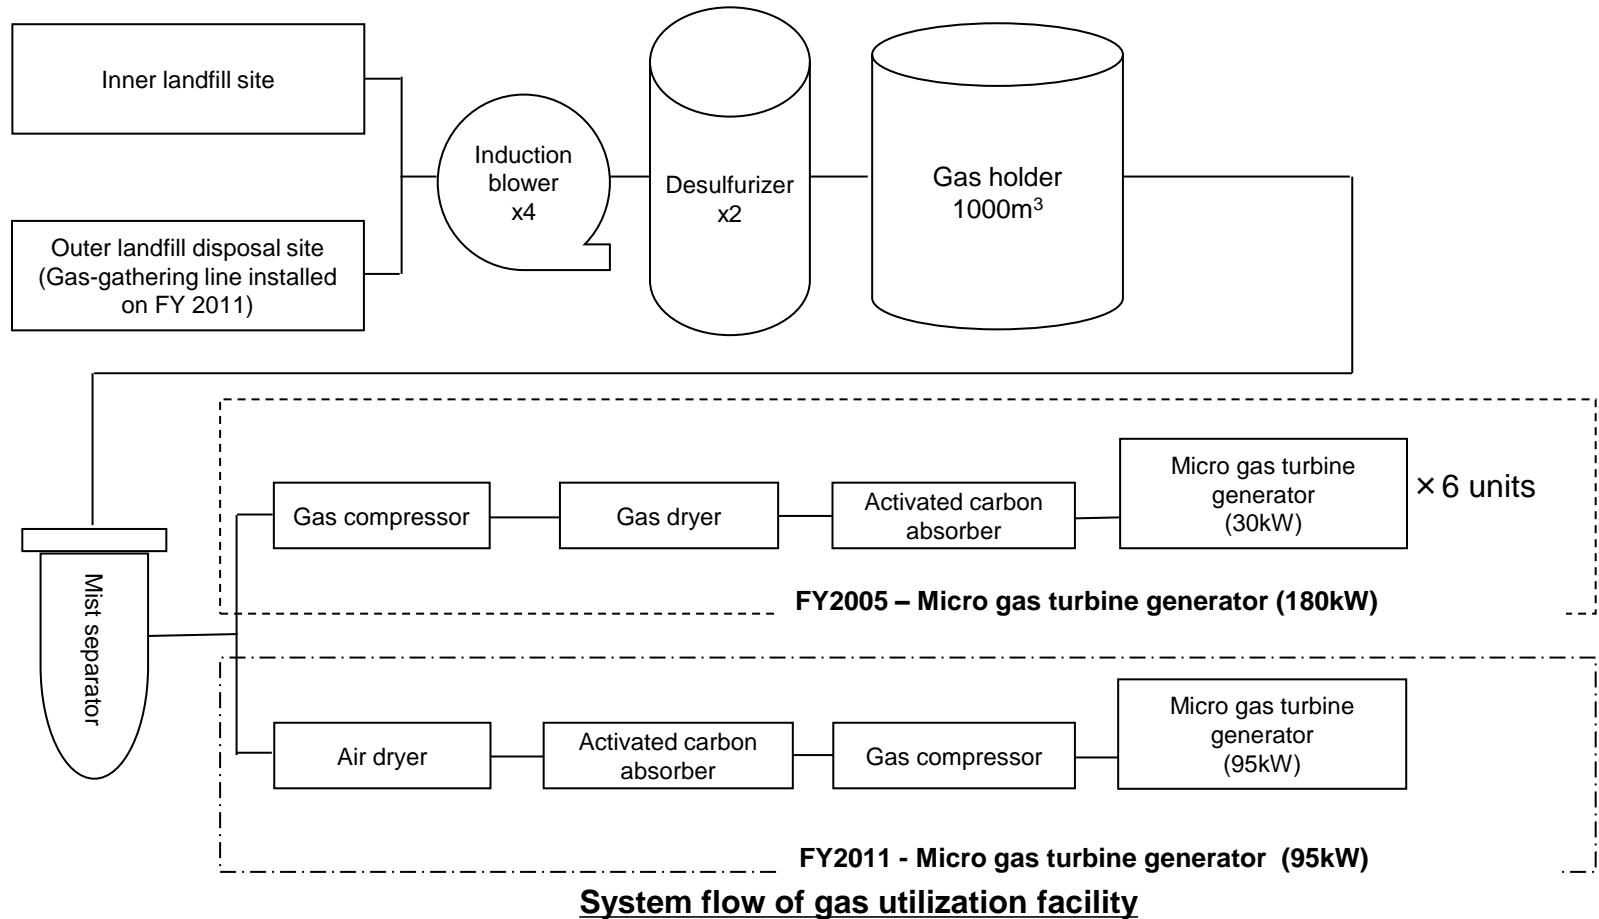 Inner landfill site
Outer landfill disposal site
(Gas-gathering line installed
on FY 2011)
Induction
blower
x4
Desulfurizer
x2
Gas holder
1000m³
Mist separator
Gas compressor
Gas dryer
Activated carbon
absorber
Micro gas turbine
generator
(30kW)
×6 units
FY2005 – Micro gas turbine generator (180kW)
Air dryer
Activated carbon
absorber
Gas compressor
Micro gas turbine
generator
(95kW)
FY2011 - Micro gas turbine generator (95kW)
System flow of gas utilization facility